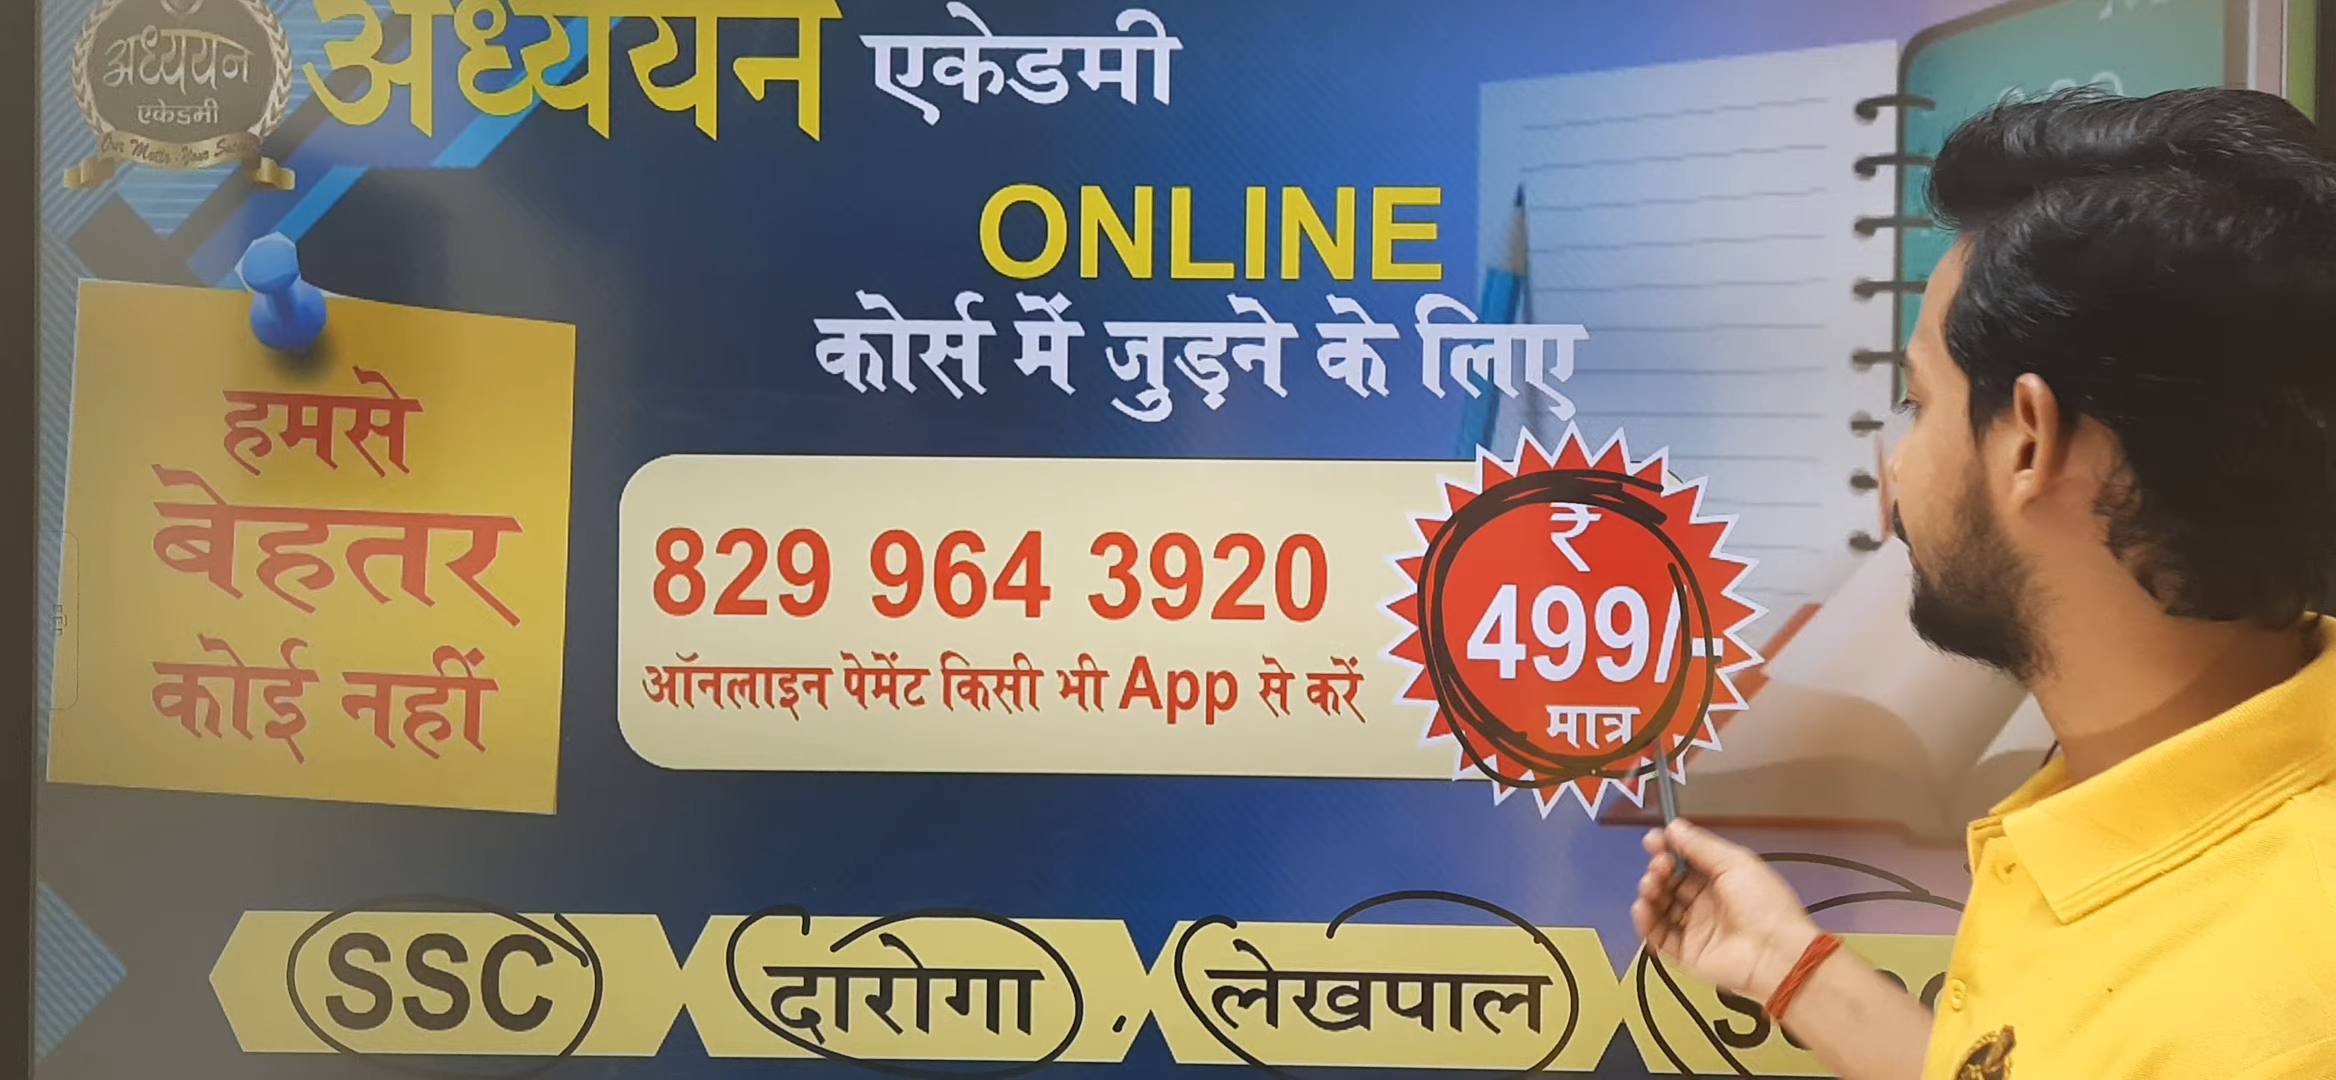 अध्ययन
एकेडमी
Our Motto - Your Success
अध्ययन एकेडमी
ONLINE
कोर्स में जुड़ने के लिए
हमसे
बेहतर
कोई नहीं
829 964 3920
ऑनलाइन पेमेंट किसी भी App से करें
₹
499/-
मात्र
SSC
दारोगा
लेखपाल